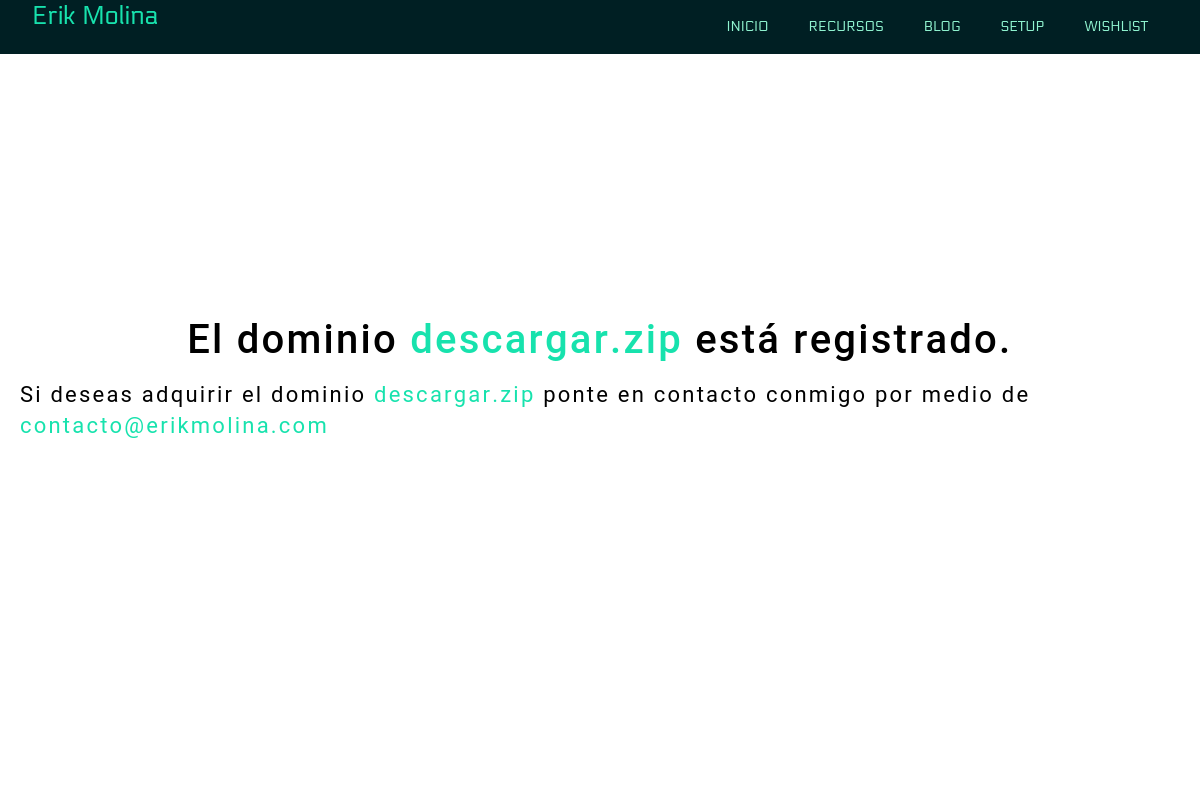 Erik Molina
INICIO RECURSOS BLOG SETUP WISHLIST
El dominio descargar.zip está registrado.
Si deseas adquirir el dominio descargar.zip ponte en contacto conmigo por medio de
contacto@erikmolina.com